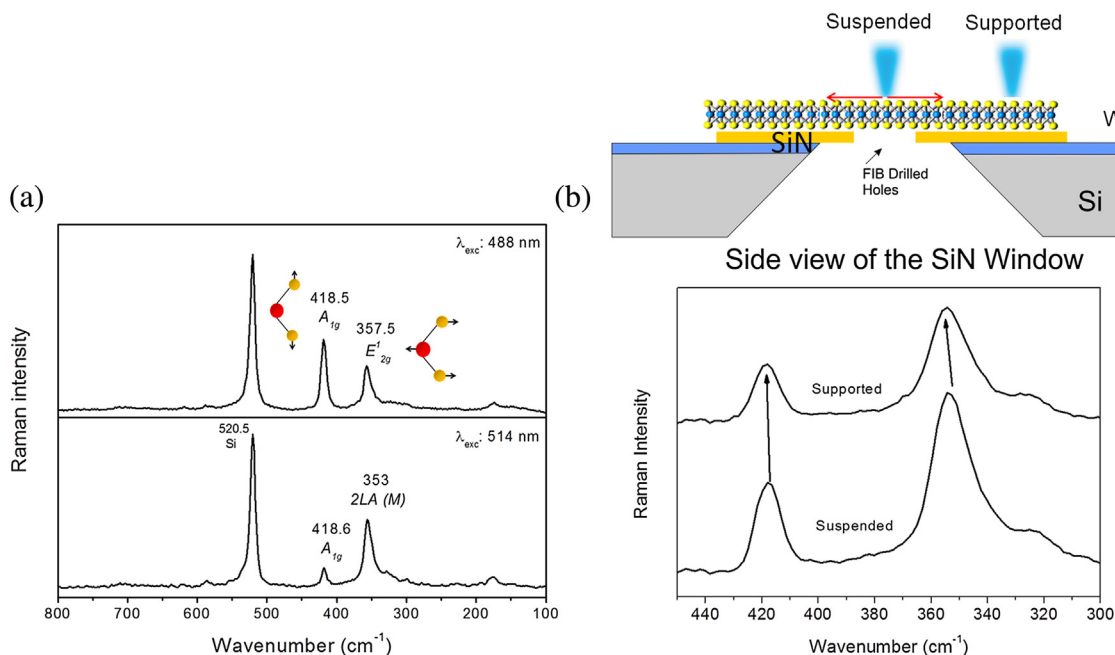 (a)
λexc: 488 nm
418.5
A1g
357.5
E12g
520.5
Si
λexc: 514 nm
353
2LA (M)
418.6
A1g
Raman intensity
800 700 600 500 400 300 200 100
Wavenumber (cm-1)
(b)
Suspended Supported
W
SiN
FIB Drilled
Holes
Si
Side view of the SiN Window
Supported
Suspended
Raman Intensity
440 420 400 380 360 340 320 300
Wavenumber (cm-1)